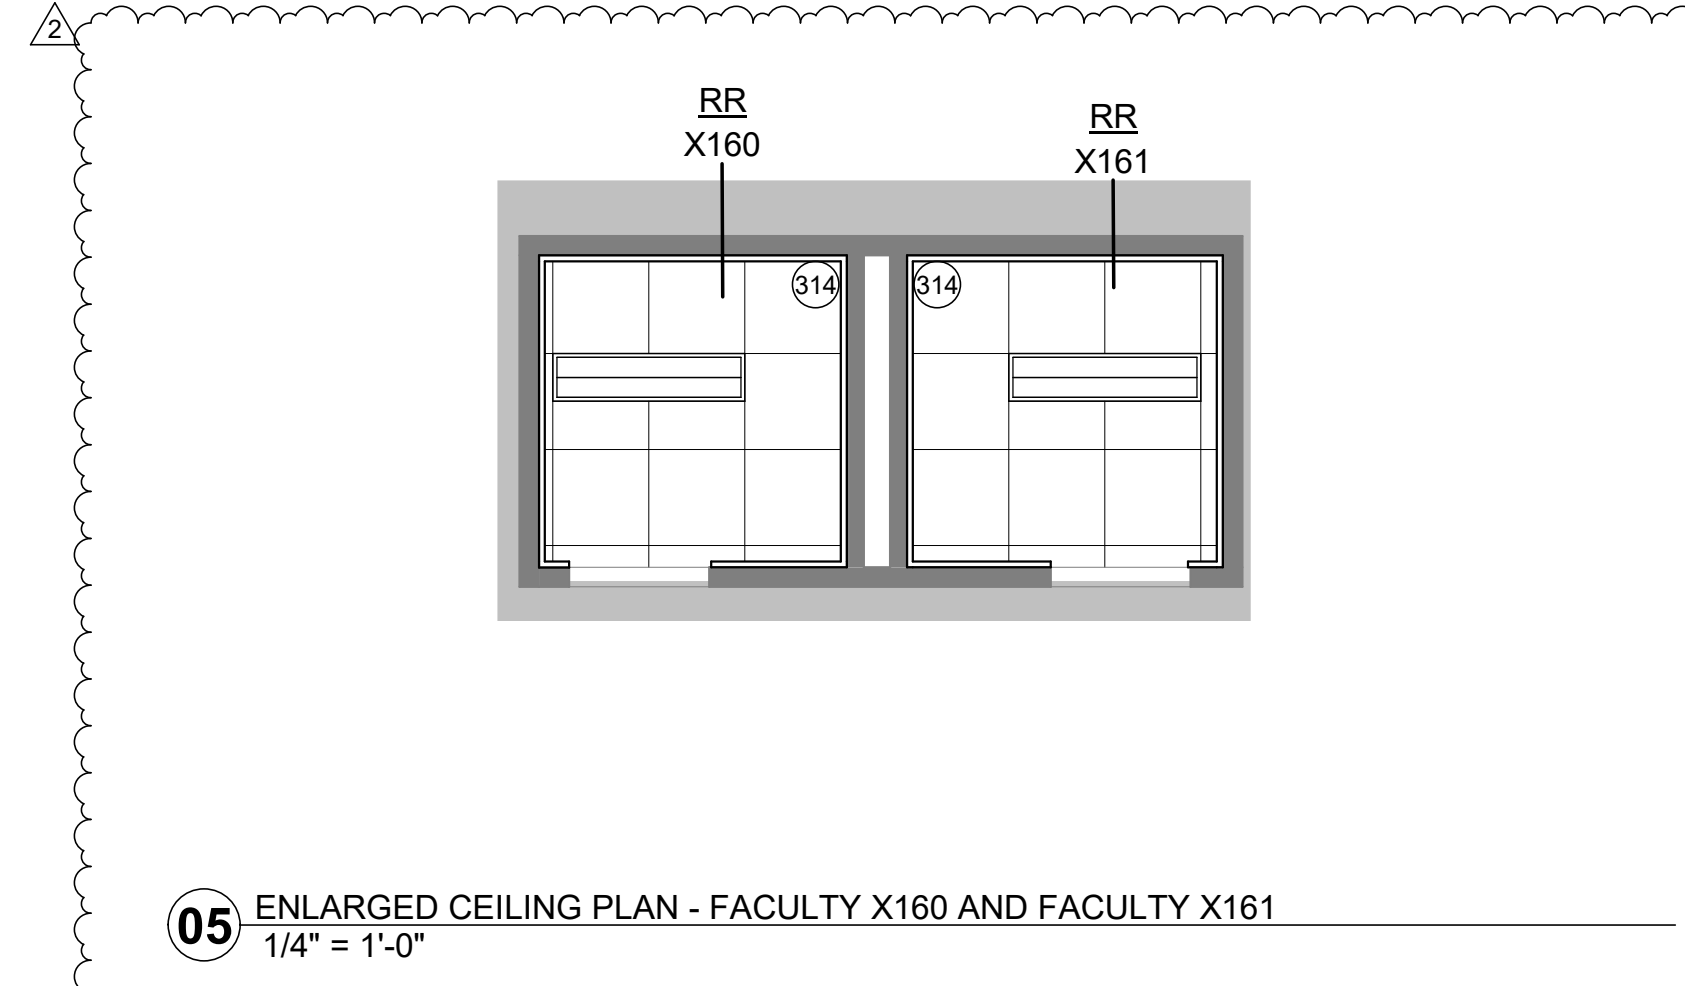 2
RR
X160
RR
X161
314
314
05
ENLARGED CEILING PLAN - FACULTY X160 AND FACULTY X161
1/4" = 1'-0"